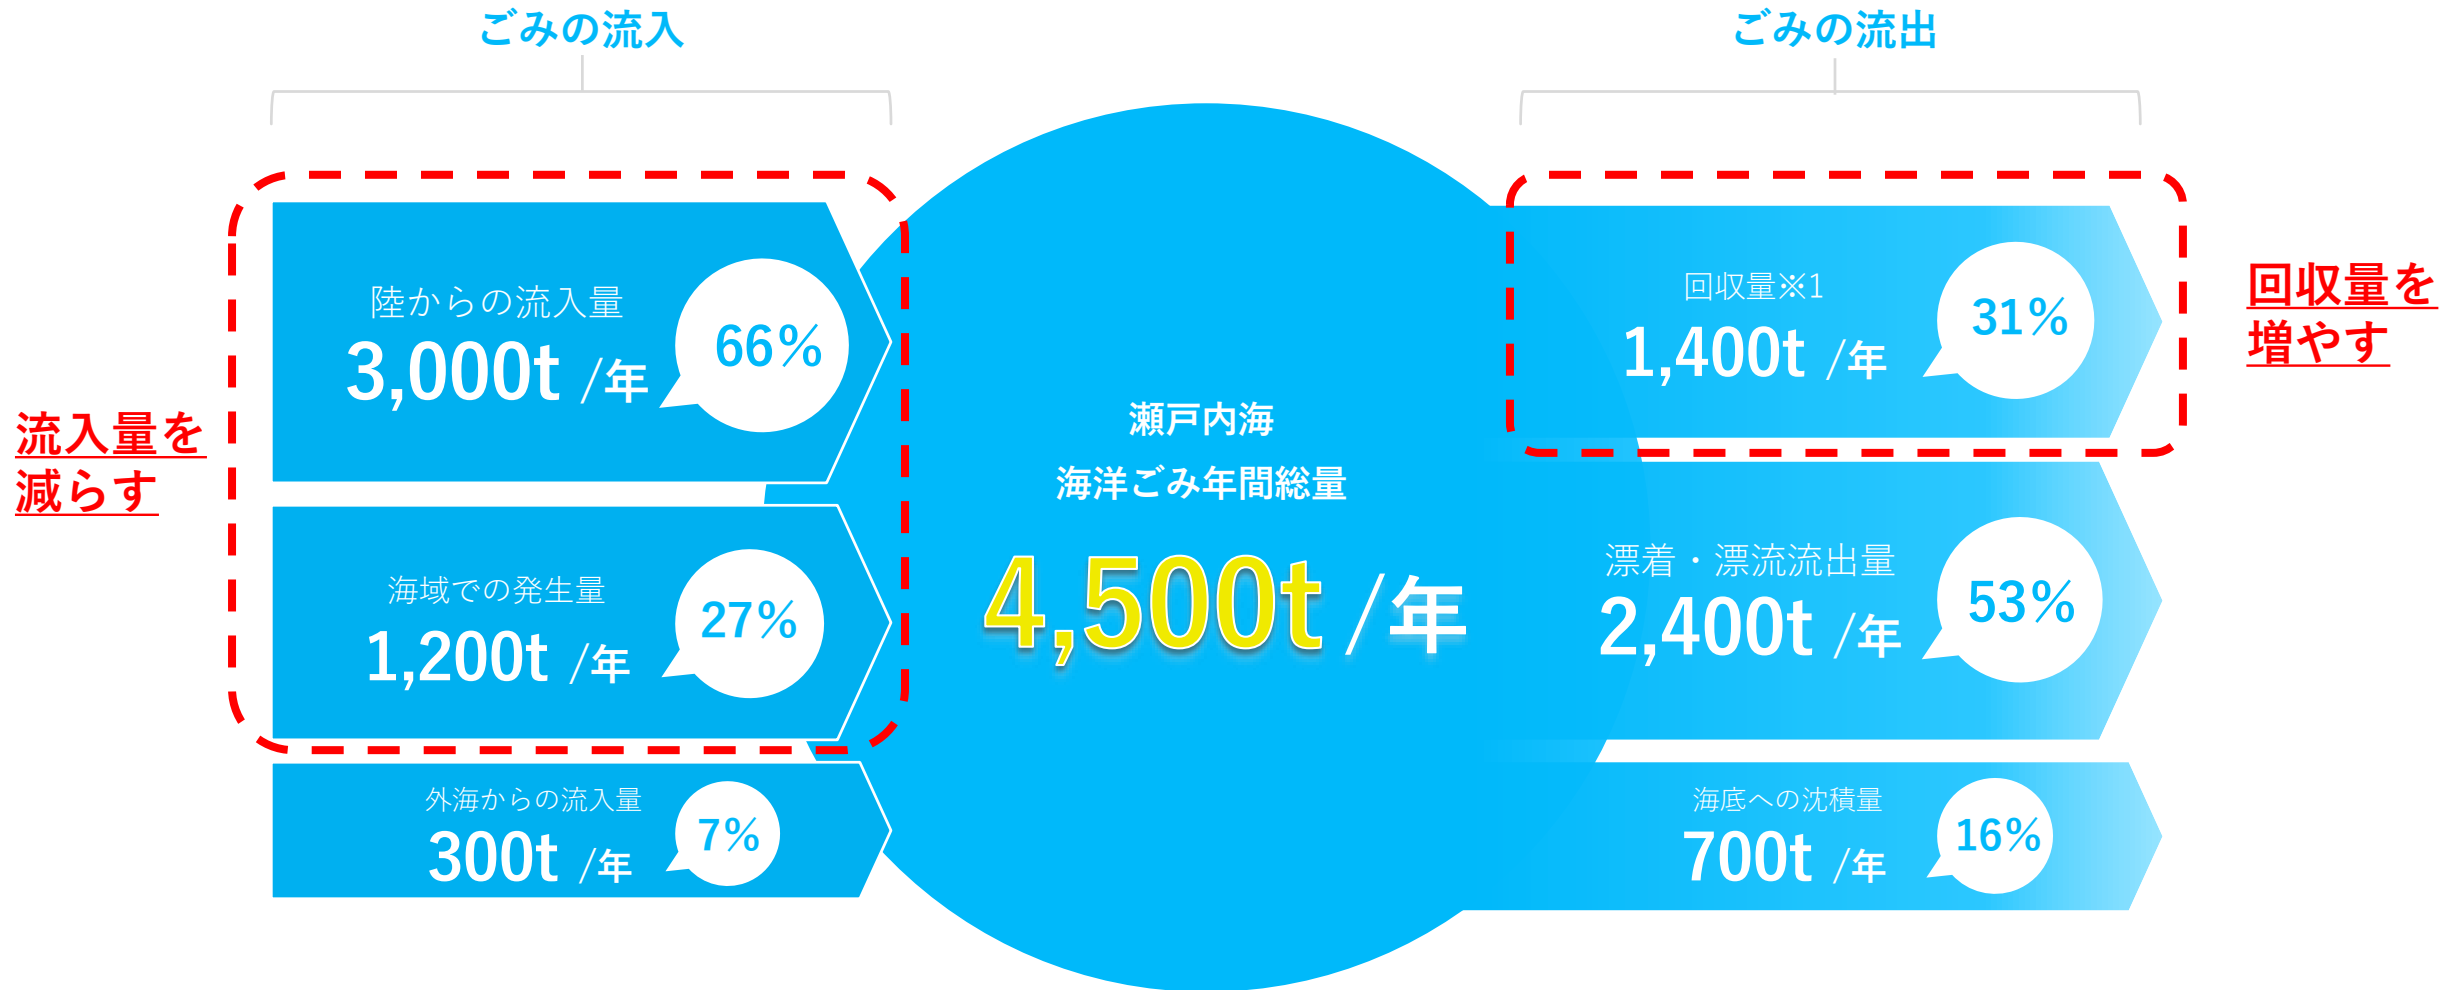 ごみの流入
陸からの流入量
3,000t /年
66%
海域での発生量
1,200t /年
27%
外海からの流入量
300t /年
7%
流入量を
減らす
瀬戸内海
海洋ごみ年間総量
4,500t /年
ごみの流出
回収量※1
1,400t /年
31%
漂着・漂流流出量
2,400t /年
53%
海底への沈積量
700t /年
16%
回収量を
増やす